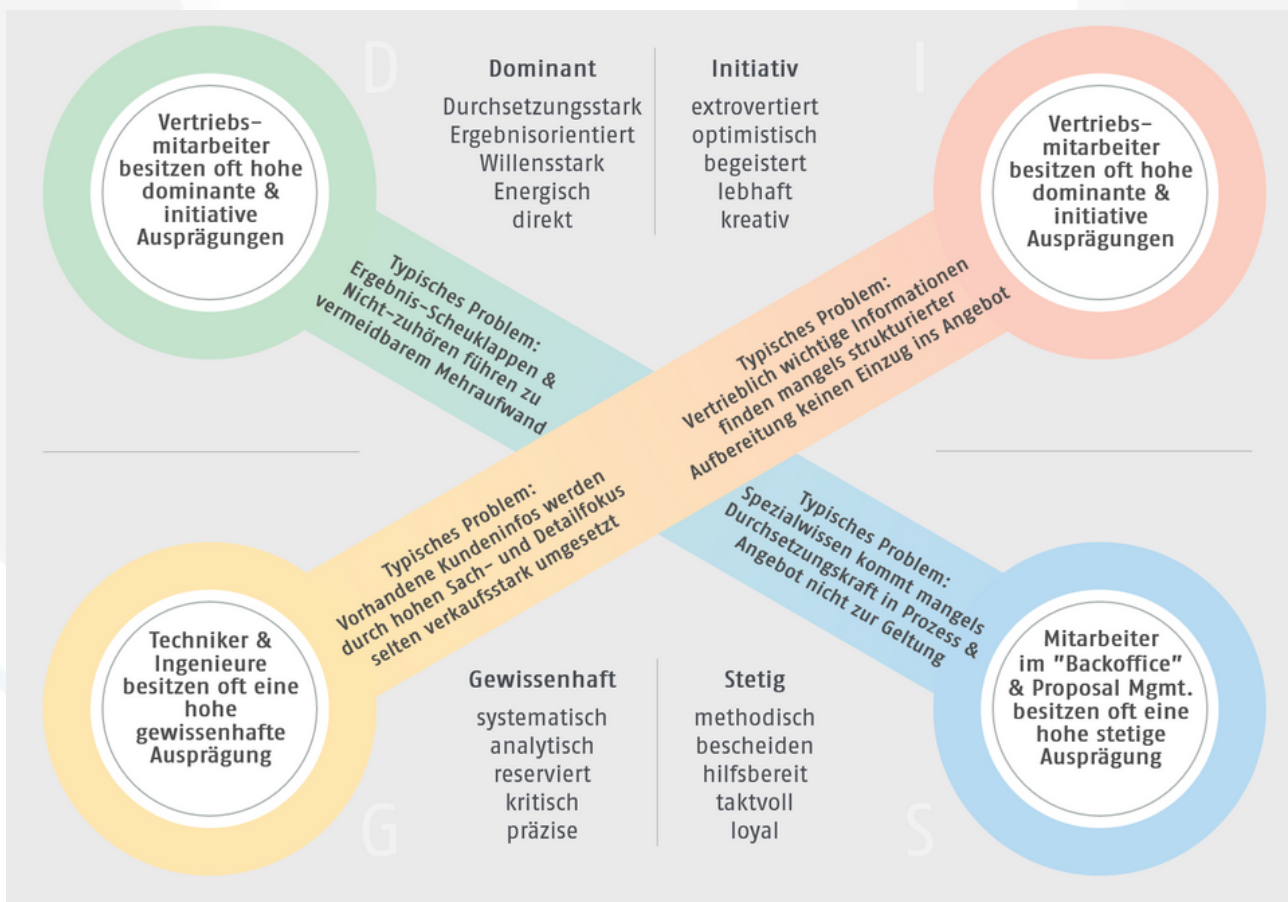 D
Dominant
Durchsetzungsstark
Ergebnisorientiert
Willensstark
Energisch
direkt
Initiativ
extrovertiert
optimistisch
begeistert
lebhaft
kreativ
I
Vertriebs-
mitarbeiter
besitzen oft hohe
dominante &
initiative
Ausprägungen
Vertriebs-
mitarbeiter
besitzen oft hohe
dominante &
initiative
Ausprägungen
Typisches Problem:
Ergebnis-Scheuklappen &
Nicht-zuhören führen zu
vermeidbarem Mehraufwand
Typisches Problem:
Vertrieblich wichtige Informationen
finden mangels strukturierter
Aufbereitung keinen Einzug ins Angebot
Typisches Problem:
Vorhandene Kundeninfos werden
durch hohen Sach- und Detailfokus
selten verkaufsstark umgesetzt
Typisches Problem:
Spezialwissen kommt mangels
Durchsetzungskraft in Prozess &
Angebot nicht zur Geltung
Techniker &
Ingenieure
besitzen oft eine
hohe
gewissenhafte
Ausprägung
Mitarbeiter
im "Backoffice"
& Proposal Mgmt.
besitzen oft eine
hohe stetige
Ausprägung
G
Gewissenhaft
systematisch
analytisch
reserviert
kritisch
präzise
Stetig
methodisch
bescheiden
hilfsbereit
taktvoll
loyal
S